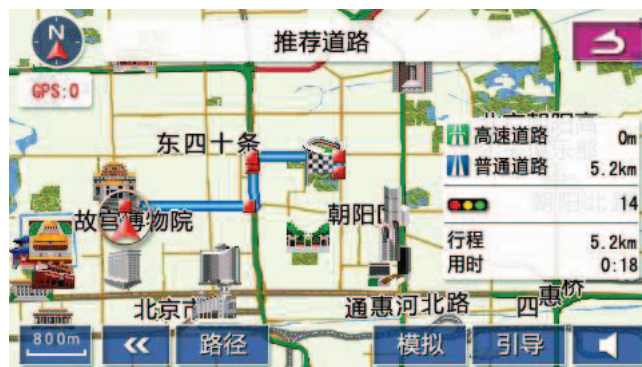 N
推荐道路
GPS:0
高速道路 0m
普通道路 5.2km
东四十条
14
故宫博物院
朝阳门
行程 5.2km
用时 0:18
北京市
通惠河北路
四惠桥
800m
路径
模拟
引导